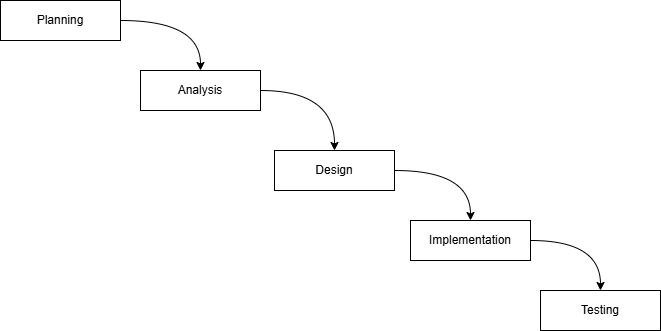 Planning
Analysis
Design
Implementation
Testing